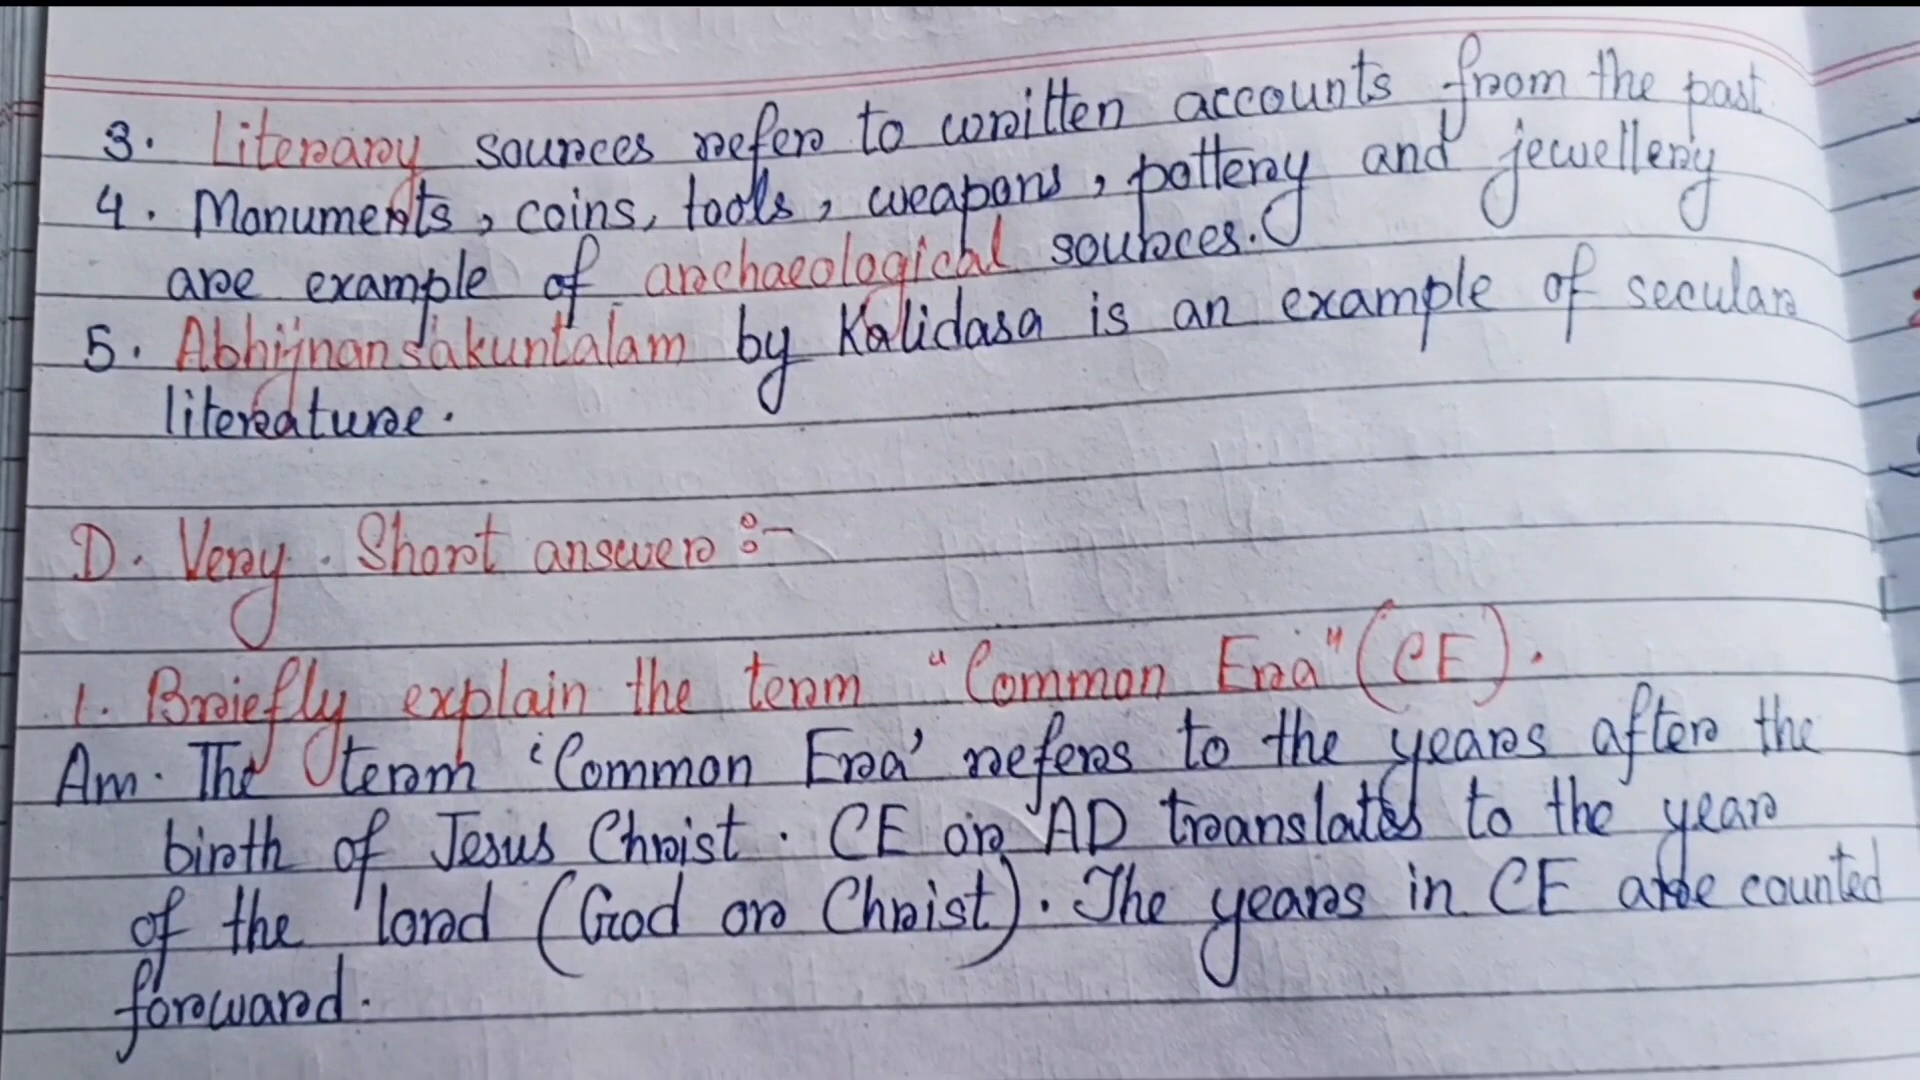 3. Literary sources refer to written accounts from the past
4. Monuments, coins, tools, weapons, pottery and jewellery
are example of archaeological sources.
5. Abhijnansakuntalam by Kalidasa is an example of secular
litereature.
D. Very Short answer :-
1. Briefly explain the term "Common Era" (CE).
Am. The term 'Common Era' refers to the years after the
birth of Jesus Christ. CE or AD translates to the year
of the lord (God or Christ). The years in CE are counted
forward.